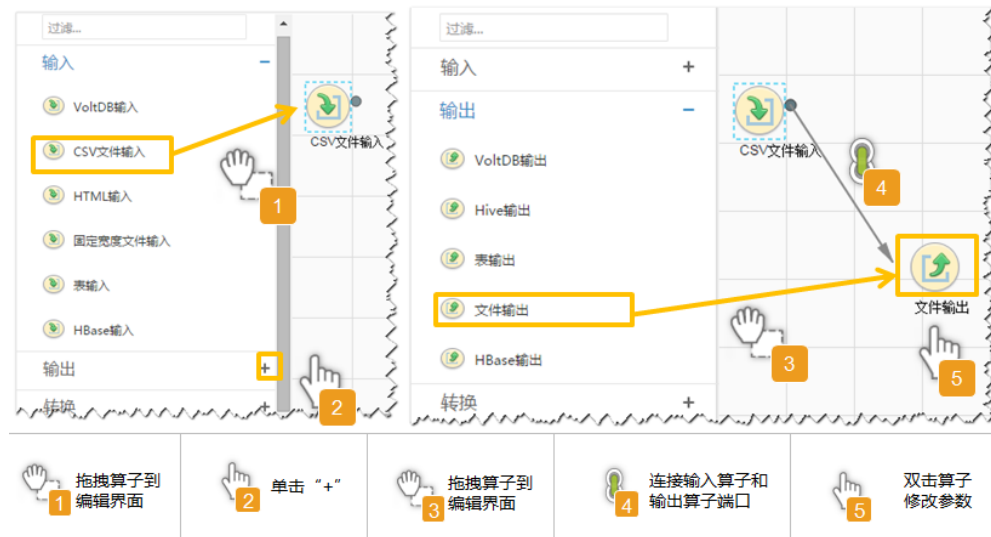 过滤...
输入
VoltDB输入
CSV文件输入
HTML输入
固定宽度文件输入
表输入
HBase输入
输出
+
转换
+
CSV文件输入
1
2
过滤...
输入
+
输出
VoltDB输出
Hive输出
表输出
文件输出
HBase输出
转换
+
CSV文件输入
4
文件输出
3
5
1
拖拽算子到
编辑界面
2
单击“+”
3
拖拽算子到
编辑界面
4
连接输入算子和
输出算子端口
5
双击算子
修改参数